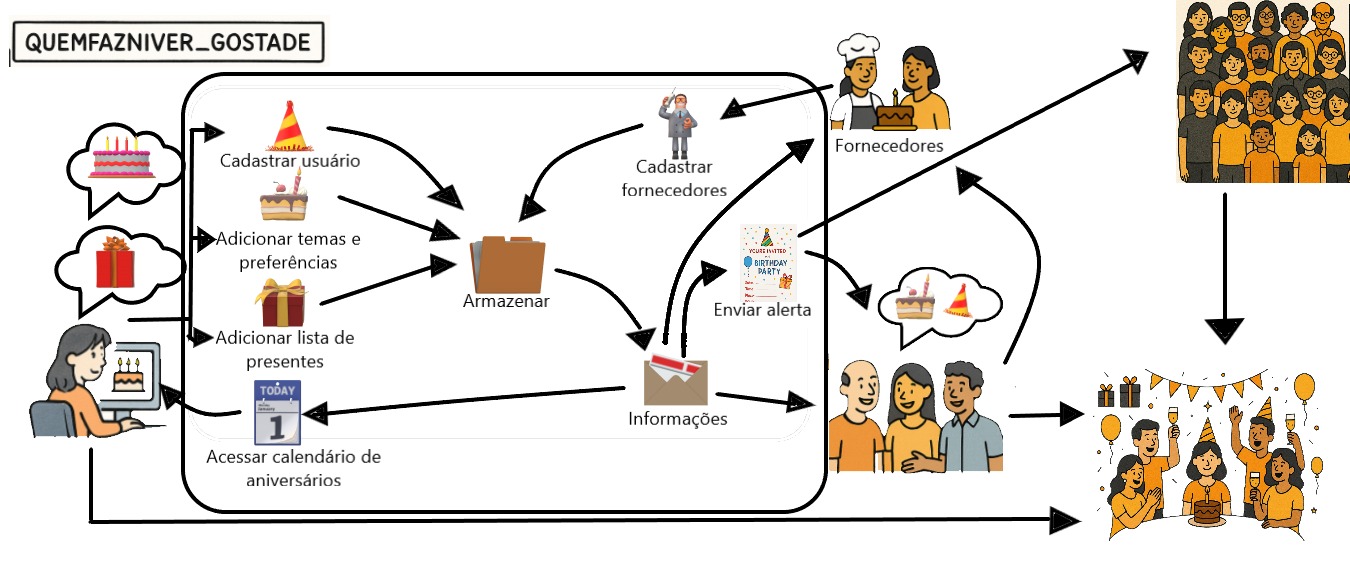 QUEMFAZNIVER_GOSTADE
Cadastrar usuário
Adicionar temas e
preferências
Adicionar lista de
presentes
TODAY
1
Acessar calendário de
aniversários
Armazenar
Cadastrar
fornecedores
Fornecedores
YOU'RE INVITED
BIRTHDAY
PARTY
Enviar alerta
Informações